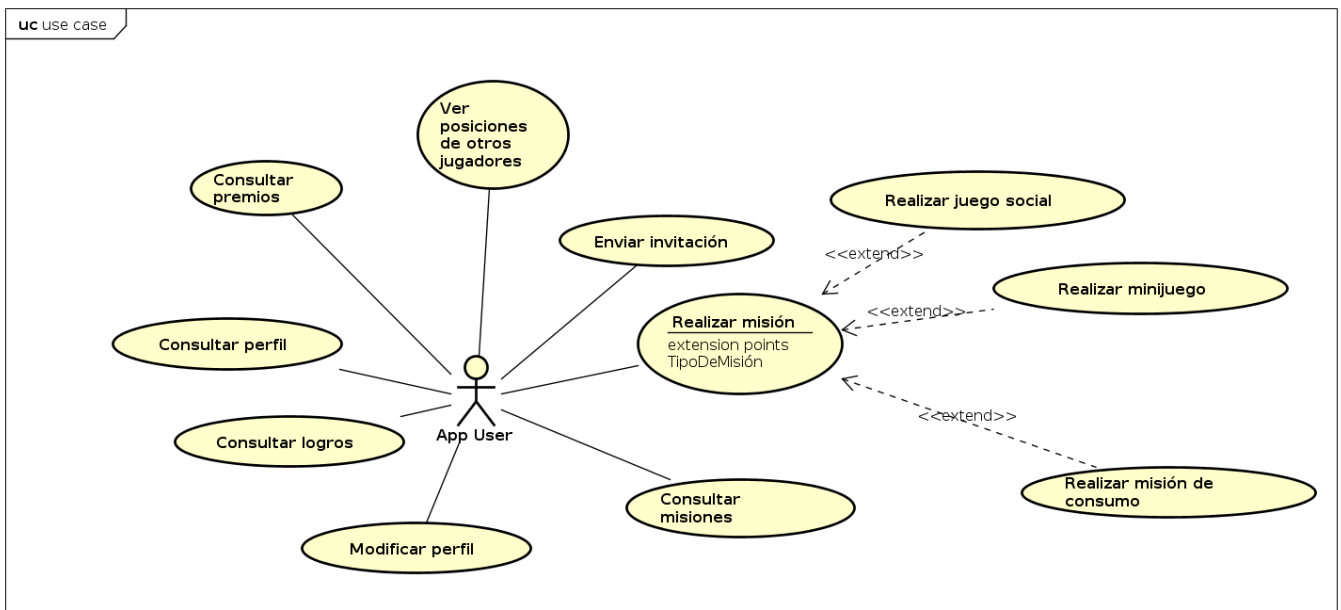 uc use case
Ver
posiciones
de otros
jugadores
Consultar
premios
Realizar juego social
Enviar invitación
<<extend>>
Realizar minijuego
<<extend>>
Realizar misión
extension points
TipoDeMisión
Consultar perfil
<<extend>>
App User
Consultar logros
Realizar misión de
consumo
Consultar
misiones
Modificar perfil